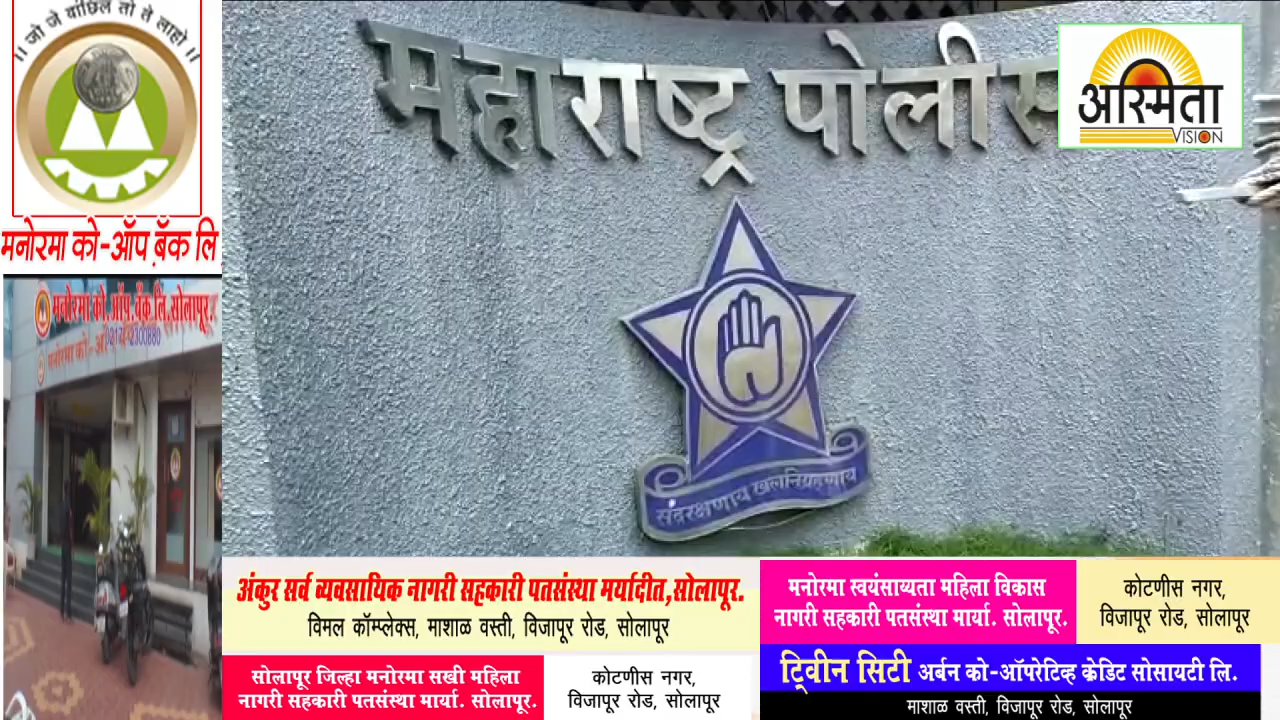 ।। जो जे वांछिल तो ते लाहो ।।
मनोरमा को-ऑप बॅंक लि
मनोरमा को.ऑप. बँक लि.सोलापूर.
महाराष्ट्र पोलीस
अस्मिता
VISION
सद्ररक्षणाय खलनिग्रहणाय
अंकुर सर्व व्यवसायिक नागरी सहकारी पतसंस्था मर्यादीत,सोलापूर.
विमल कॉम्प्लेक्स, माशाळ वस्ती, विजापूर रोड, सोलापूर
मनोरमा स्वयंसाय्यता महिला विकास
नागरी सहकारी पतसंस्था मार्या. सोलापूर.
कोटणीस नगर,
विजापूर रोड, सोलापूर
सोलापूर जिल्हा मनोरमा सखी महिला
नागरी सहकारी पतसंस्था मार्या. सोलापूर.
कोटणीस नगर,
विजापूर रोड, सोलापूर
ट्विीन सिटी अर्बन को-ऑपरेटिव्ह क्रेडिट सोसायटी लि.
माशाळ वस्ती, विजापूर रोड, सोलापूर